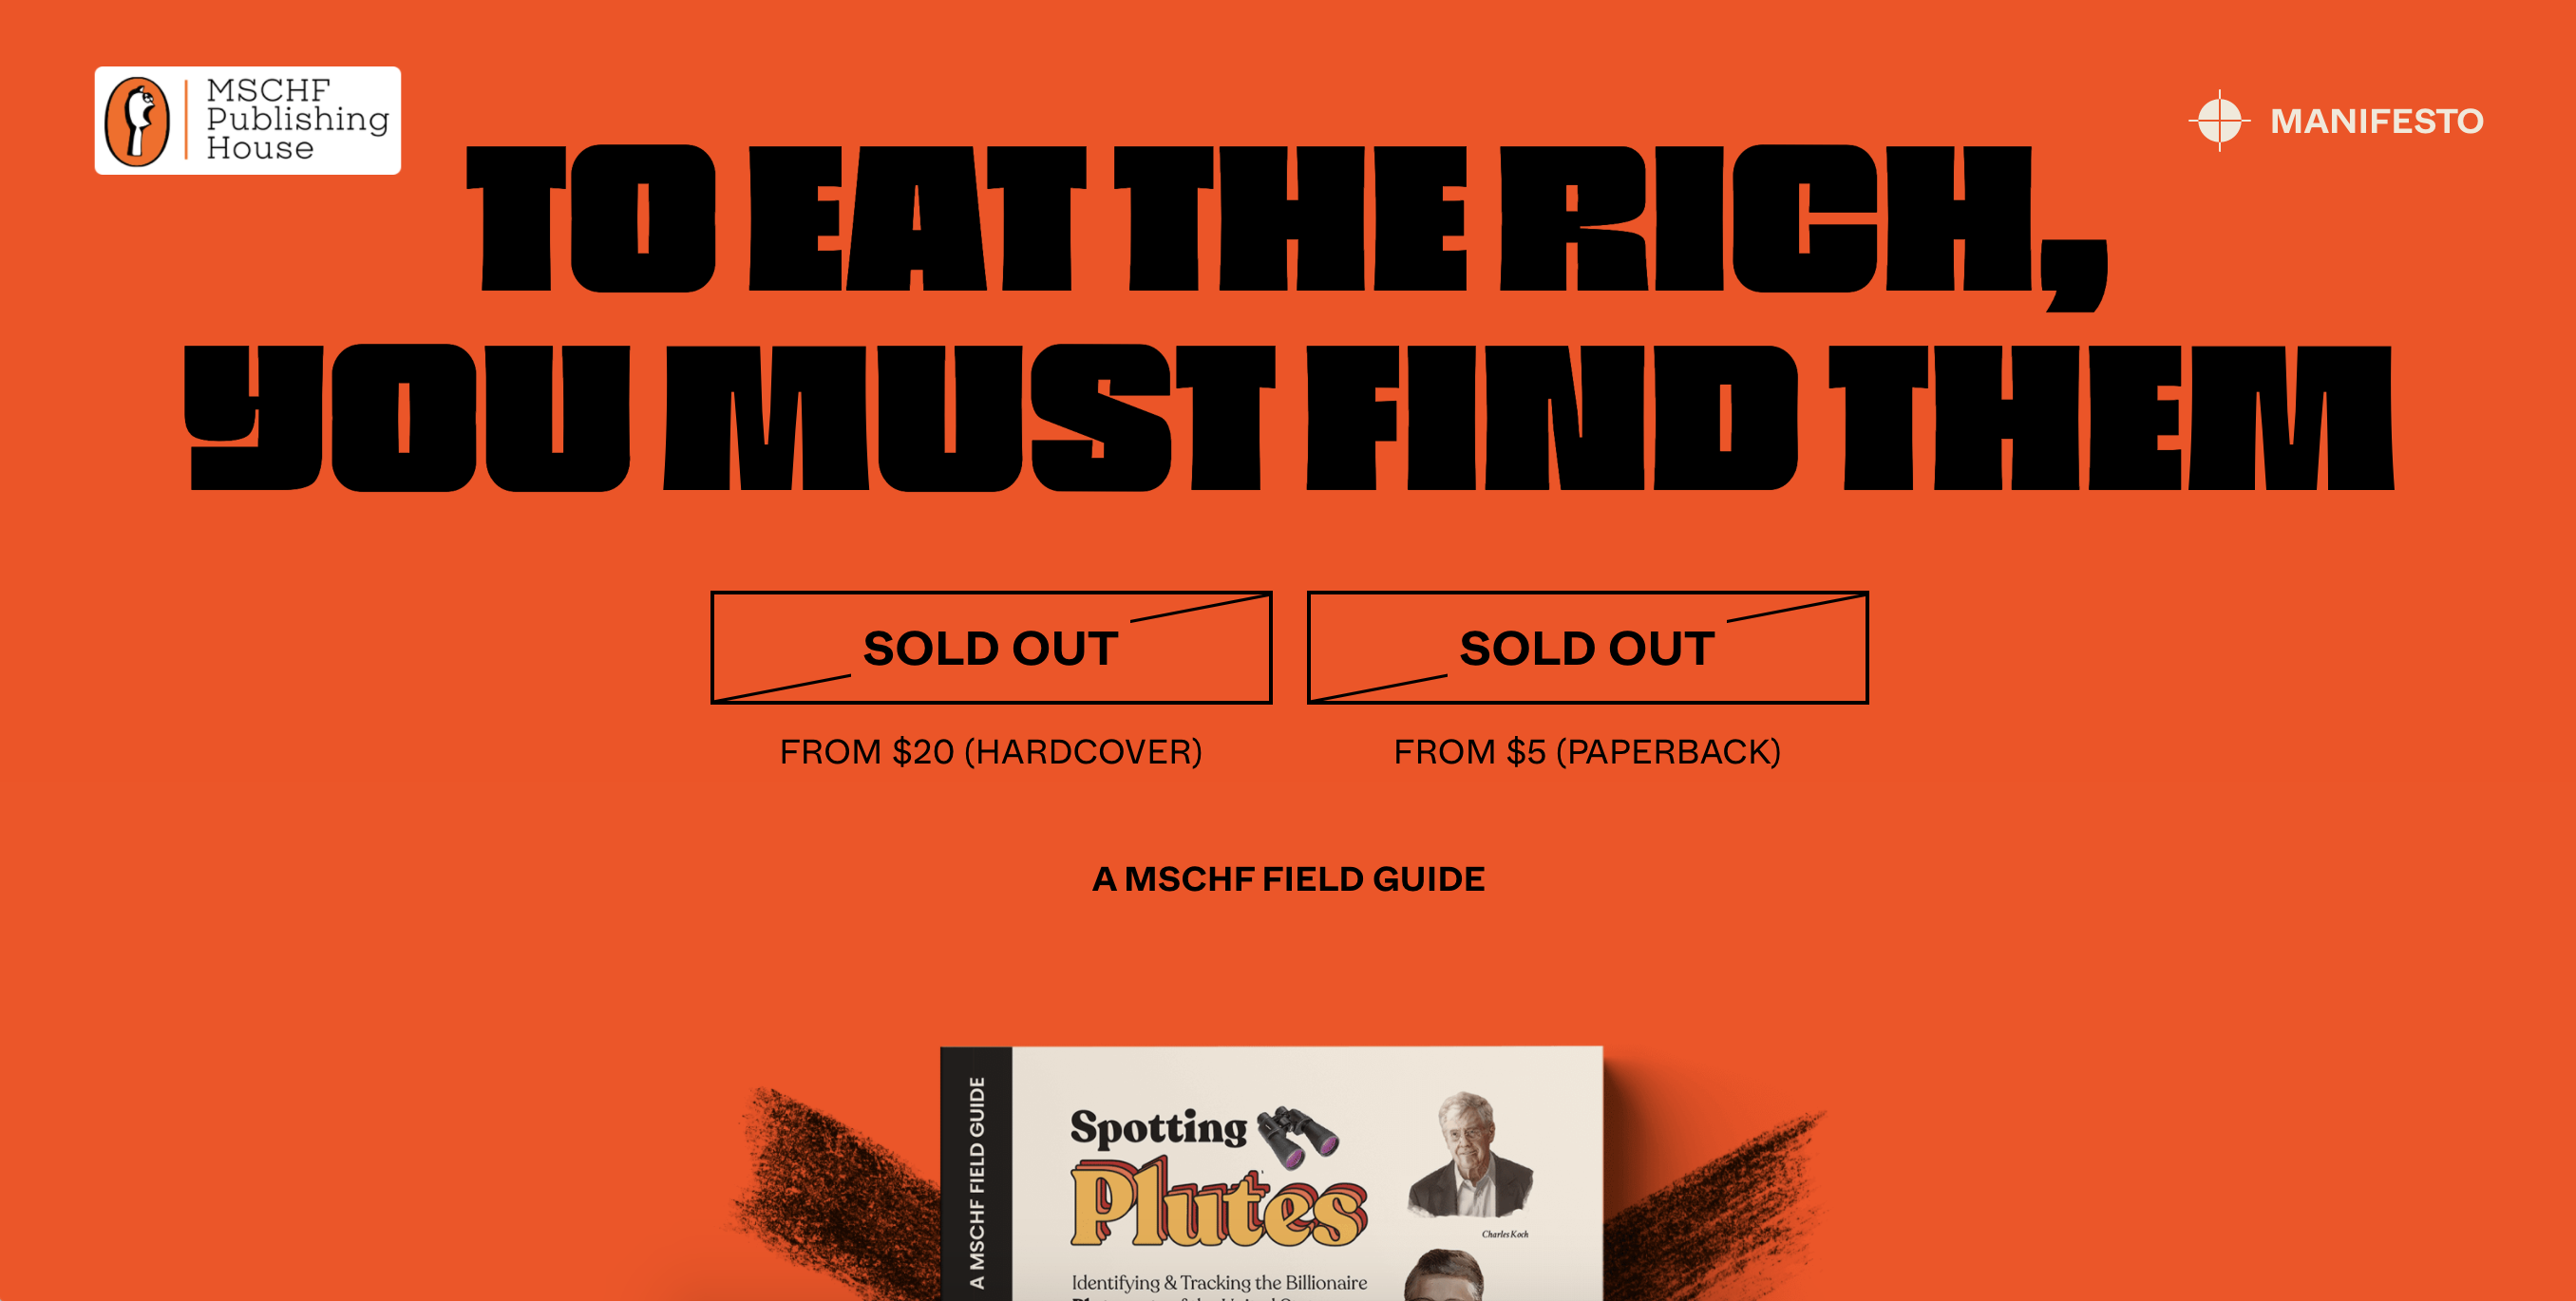 MSCHF
Publishing
House
MANIFESTO
TO EAT THE RICH,
YOU MUST FIND THEM
SOLD OUT
SOLD OUT
FROM $20 (HARDCOVER)
FROM $5 (PAPERBACK)
A MSCHF FIELD GUIDE
A MSCHF FIELD GUIDE
Spotting
Plutes
Charles Koch
Identifying & Tracking the Billionaire